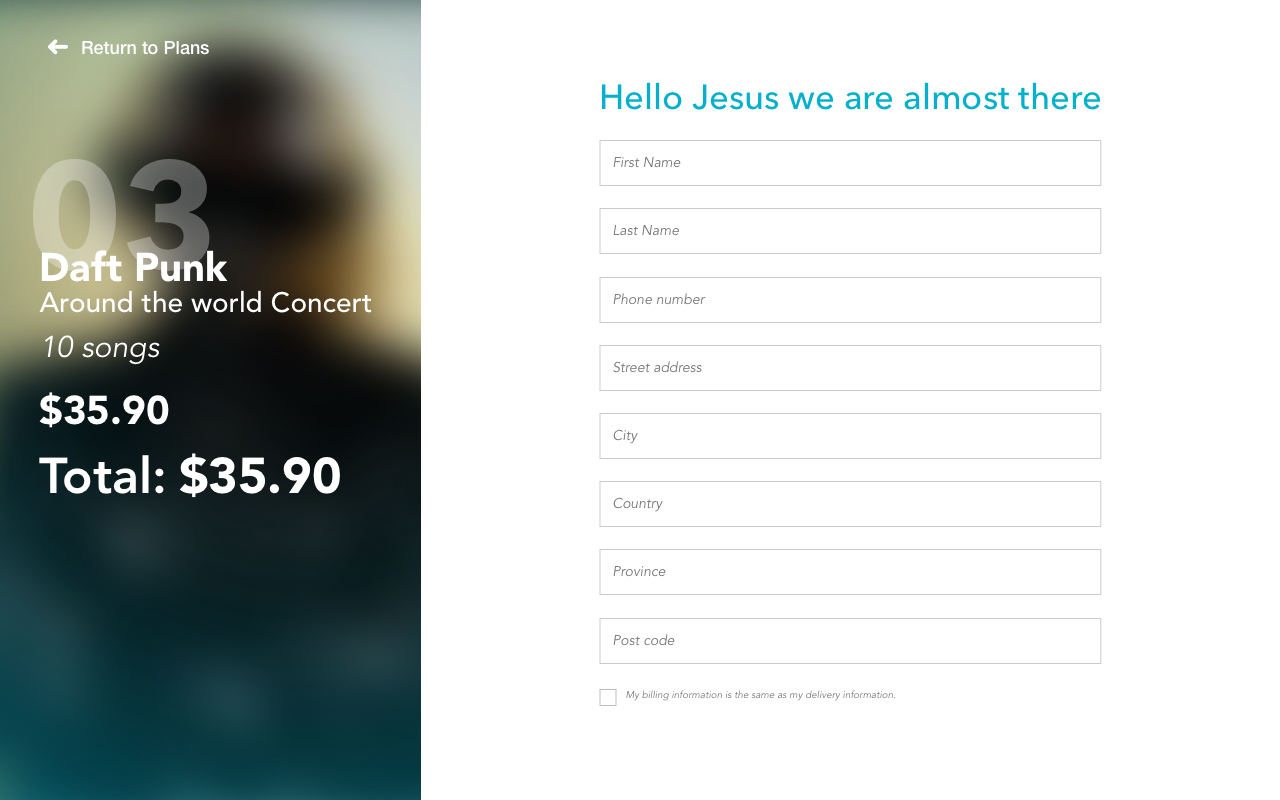 Return to Plans
03
Daft Punk
Around the world Concert
10 songs
$35.90
Total: $35.90
Hello Jesus we are almost there
First Name
Last Name
Phone number
Street address
City
Country
Province
Post code
My billing information is the same as my delivery information.